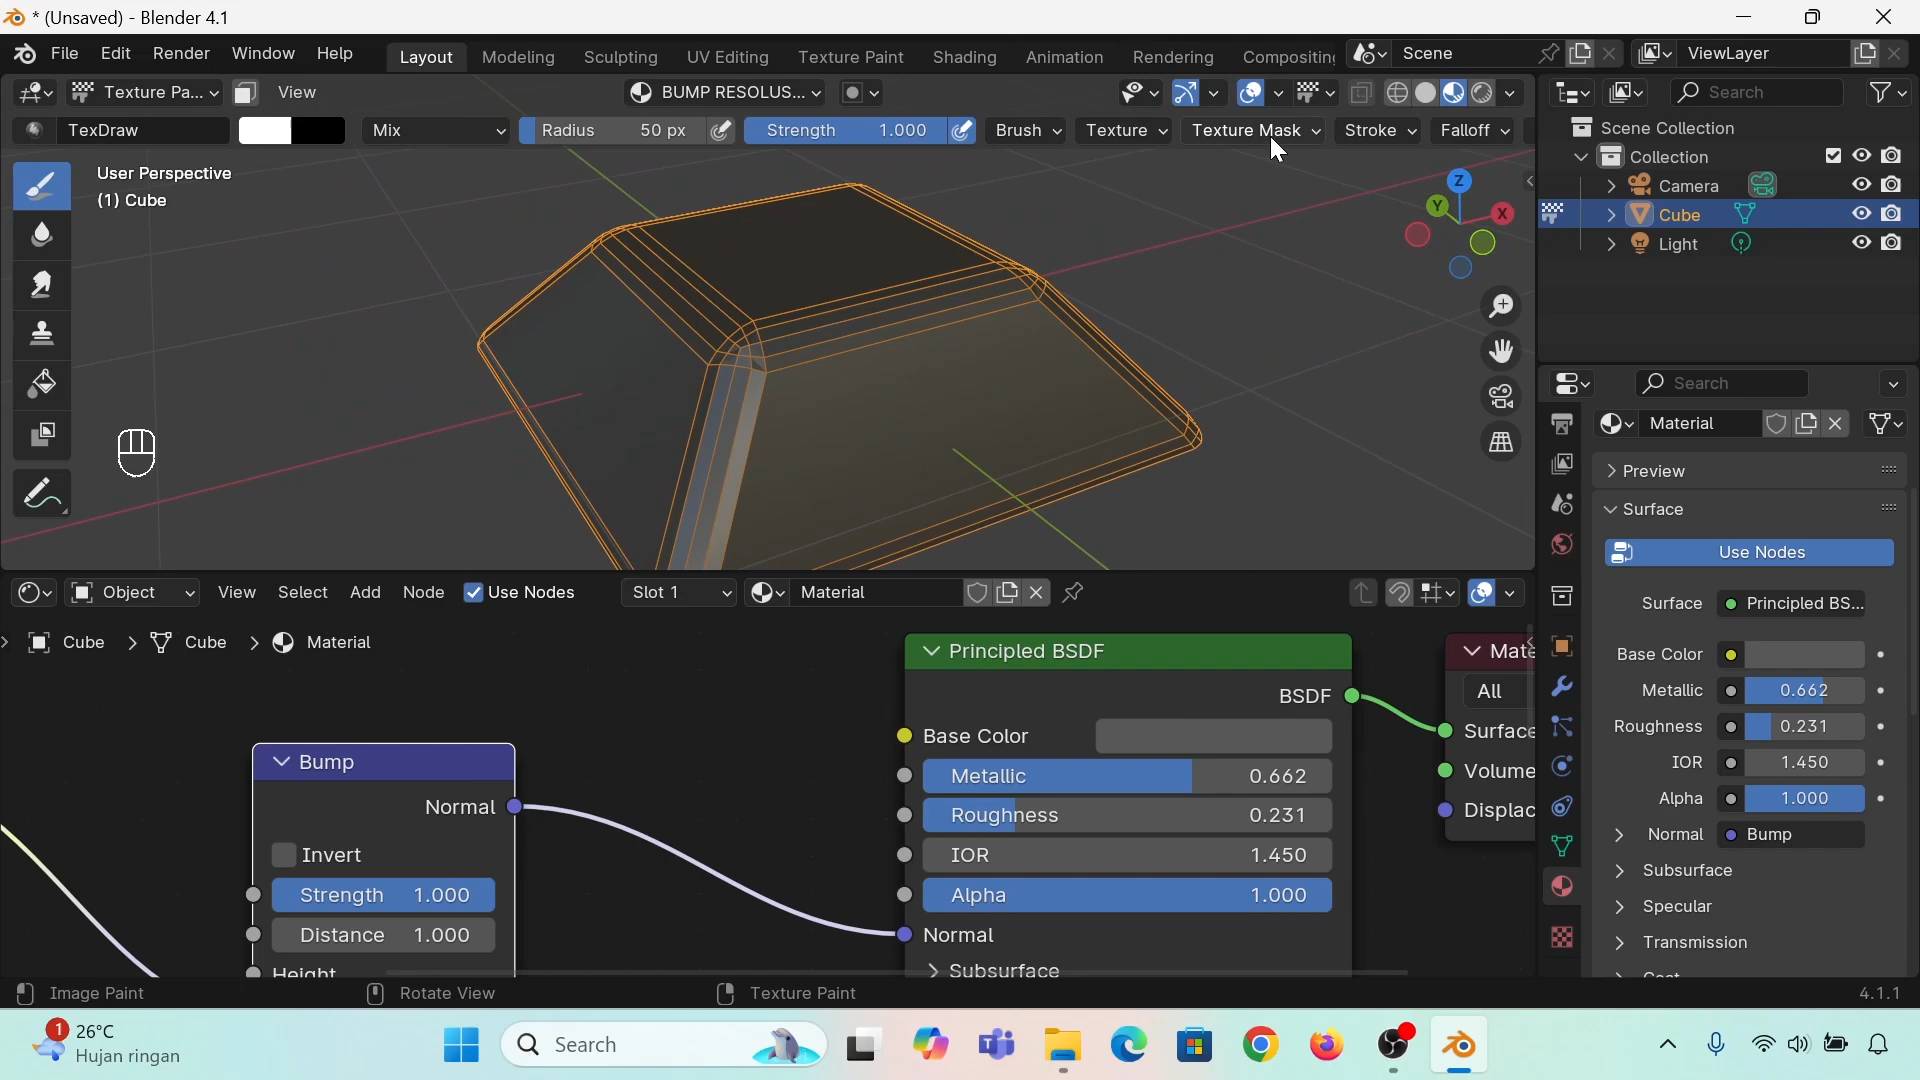 * (Unsaved) - Blender 4.1
File Edit Render Window Help Layout Modeling Sculpting UV Editing Texture Paint Shading Animation Rendering Compositing Scene ViewLayer
Texture Pa... View BUMP RESOLUS... Search
TexDraw Mix Radius 50 px Strength 1.000 Brush Texture Texture Mask Stroke Falloff
Scene Collection
Collection
User Perspective
(1) Cube
Z
Y
X
Camera
Cube
Light
Search
Material
Preview
Surface
Use Nodes
Surface Principled BS...
Base Color
Metallic 0.662
Roughness 0.231
IOR 1.450
Alpha 1.000
Normal Bump
Subsurface
Specular
Transmission
Coat
Object View Select Add Node Use Nodes Slot 1 Material
Cube > Cube > Material
Principled BSDF
BSDF
Base Color
Metallic 0.662
Roughness 0.231
IOR 1.450
Alpha 1.000
Normal
Subsurface
Mate
All
Surface
Volume
Displac
Bump
Normal
Invert
Strength 1.000
Distance 1.000
Height
Image Paint Rotate View Texture Paint 4.1.1
1
26°C
Hujan ringan
Search